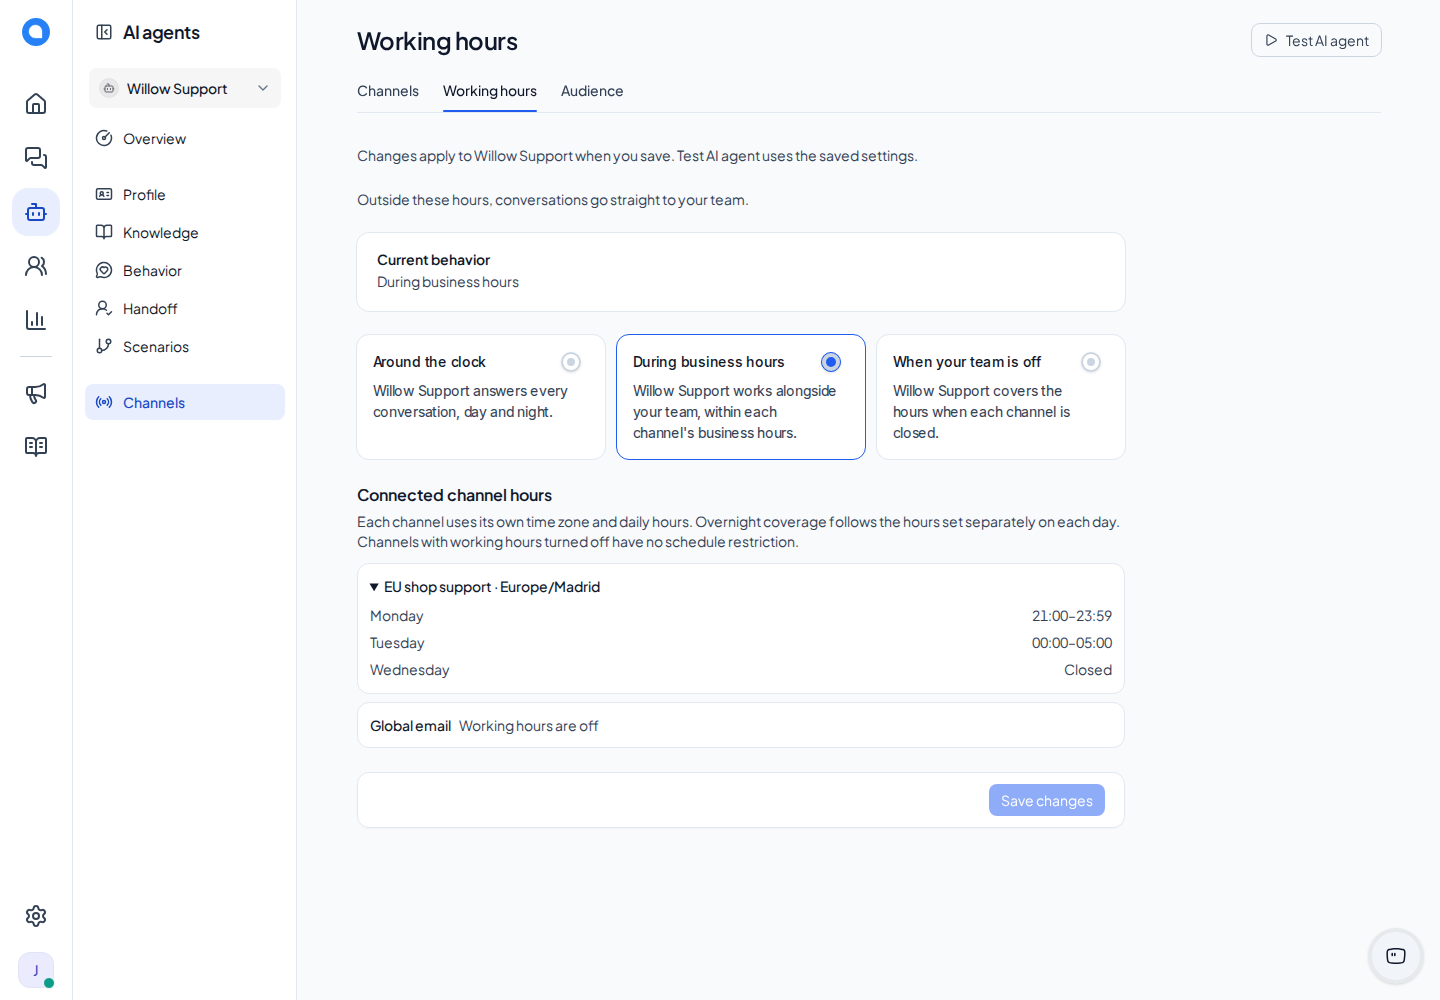 AI agents
Willow Support
Overview
Profile
Knowledge
Behavior
Handoff
Scenarios
Channels
J
Working hours
Test AI agent
Channels
Working hours
Audience
Changes apply to Willow Support when you save. Test AI agent uses the saved settings.
Outside these hours, conversations go straight to your team.
Current behavior
During business hours
Around the clock
Willow Support answers every
conversation, day and night.
During business hours
Willow Support works alongside
your team, within each
channel's business hours.
When your team is off
Willow Support covers the
hours when each channel is
closed.
Connected channel hours
Each channel uses its own time zone and daily hours. Overnight coverage follows the hours set separately on each day.
Channels with working hours turned off have no schedule restriction.
EU shop support · Europe/Madrid
Monday 21:00–23:59
Tuesday 00:00–05:00
Wednesday Closed
Global email Working hours are off
Save changes